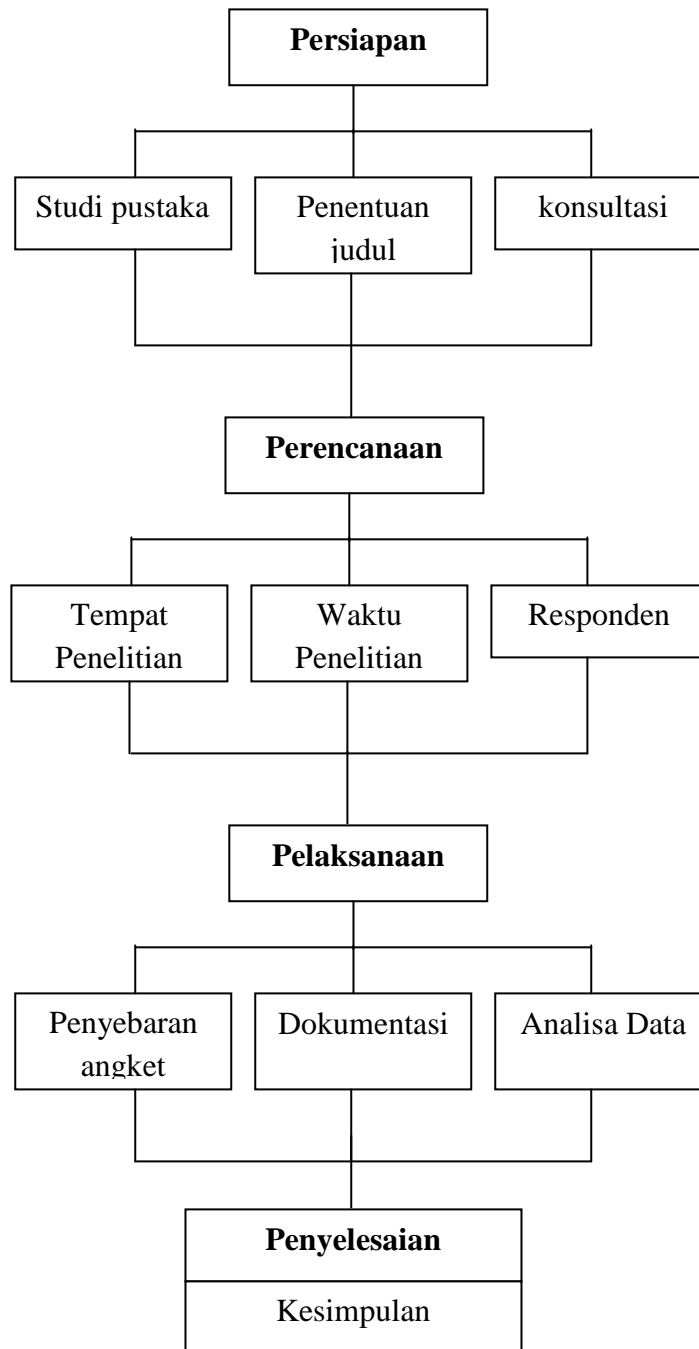 Persiapan
Studi pustaka
Penentuan
judul
konsultasi
Perencanaan
Tempat
Penelitian
Waktu
Penelitian
Responden
Pelaksanaan
Penyebaran
angket
Dokumentasi
Analisa Data
Penyelesaian
Kesimpulan